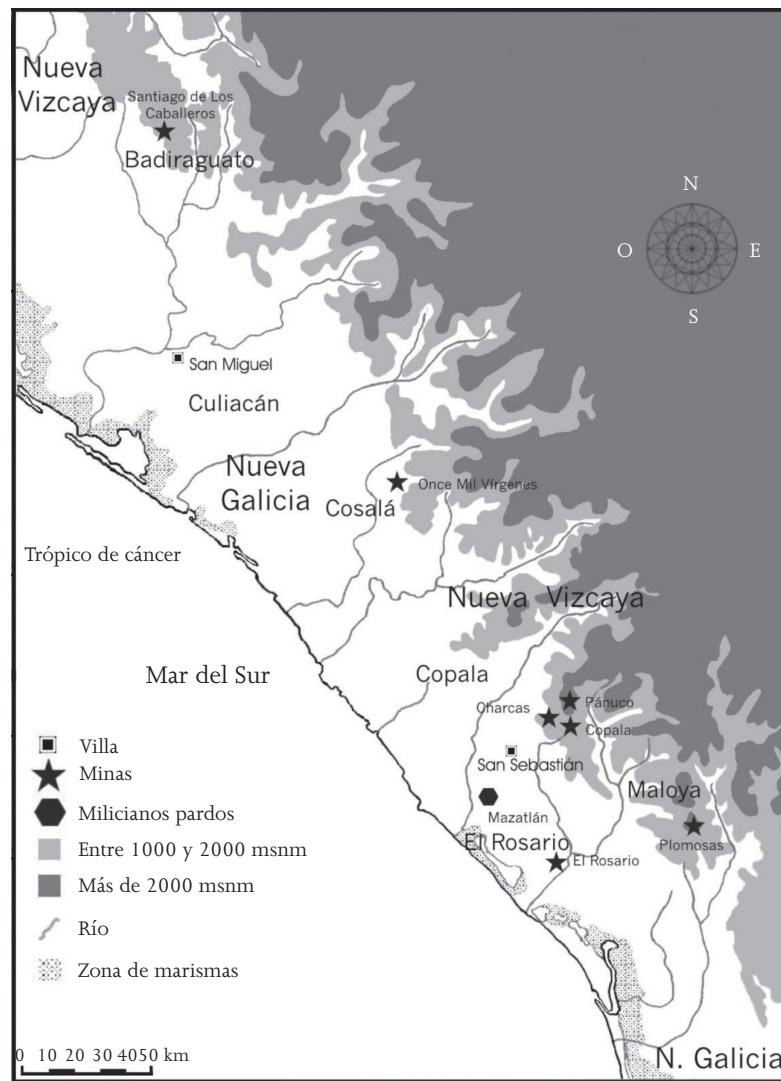 Nueva
Vizcaya
Santiago de Los
Caballeros
Badiraguato
N
O
E
S
San Miguel
Culiacán
Nueva
Galicia
Once Mil Vírgenes
Cosalá
Trópico de cáncer
Nueva Vizcaya
Mar del Sur
Copala
Pánuco
Charcas
Copala
San Sebastián
Maloya
Mazatlán
El Rosario
Plomosas
El Rosario
Villa
Minas
Milicianos pardos
Entre 1000 y 2000 msnm
Más de 2000 msnm
Río
Zona de marismas
0 10 20 30 4050 km
N. Galicia